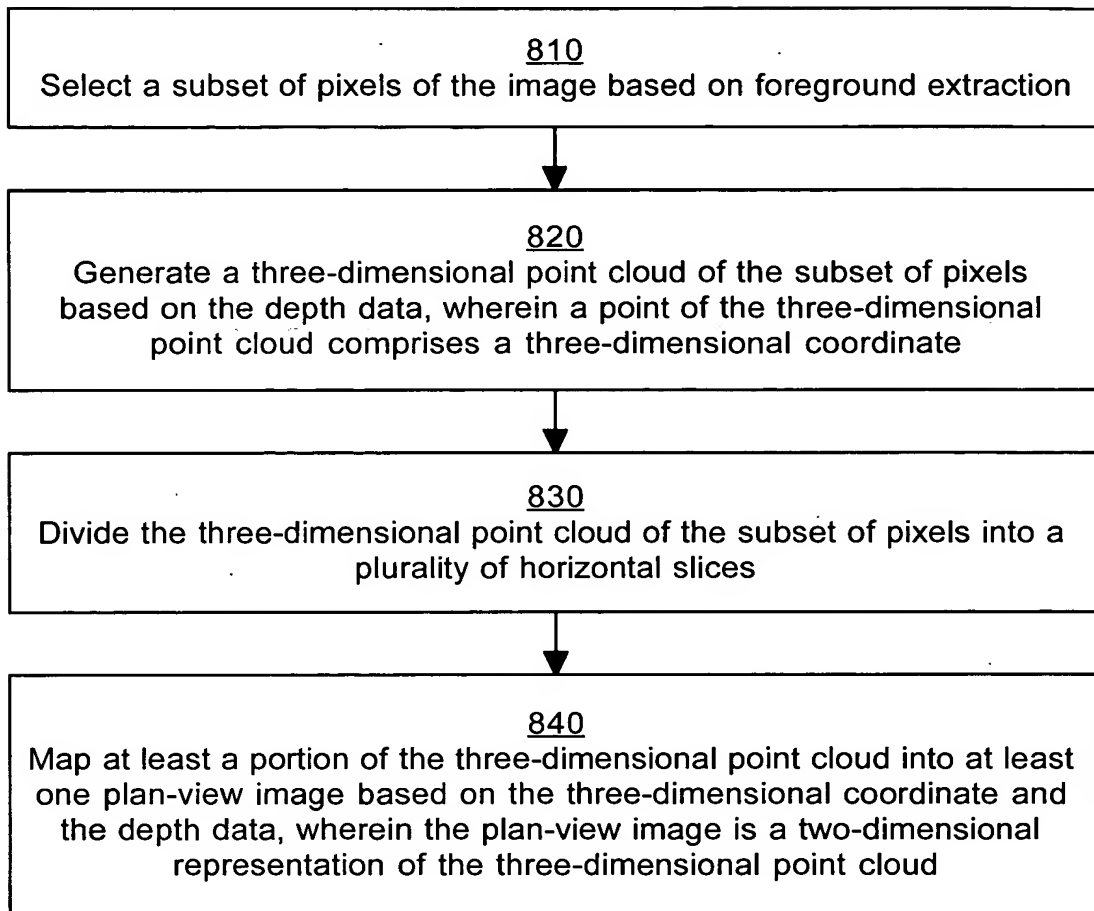 810
Select a subset of pixels of the image based on foreground extraction
820
Generate a three-dimensional point cloud of the subset of pixels
based on the depth data, wherein a point of the three-dimensional
point cloud comprises a three-dimensional coordinate
830
Divide the three-dimensional point cloud of the subset of pixels into a
plurality of horizontal slices
840
Map at least a portion of the three-dimensional point cloud into at least
one plan-view image based on the three-dimensional coordinate and
the depth data, wherein the plan-view image is a two-dimensional
representation of the three-dimensional point cloud